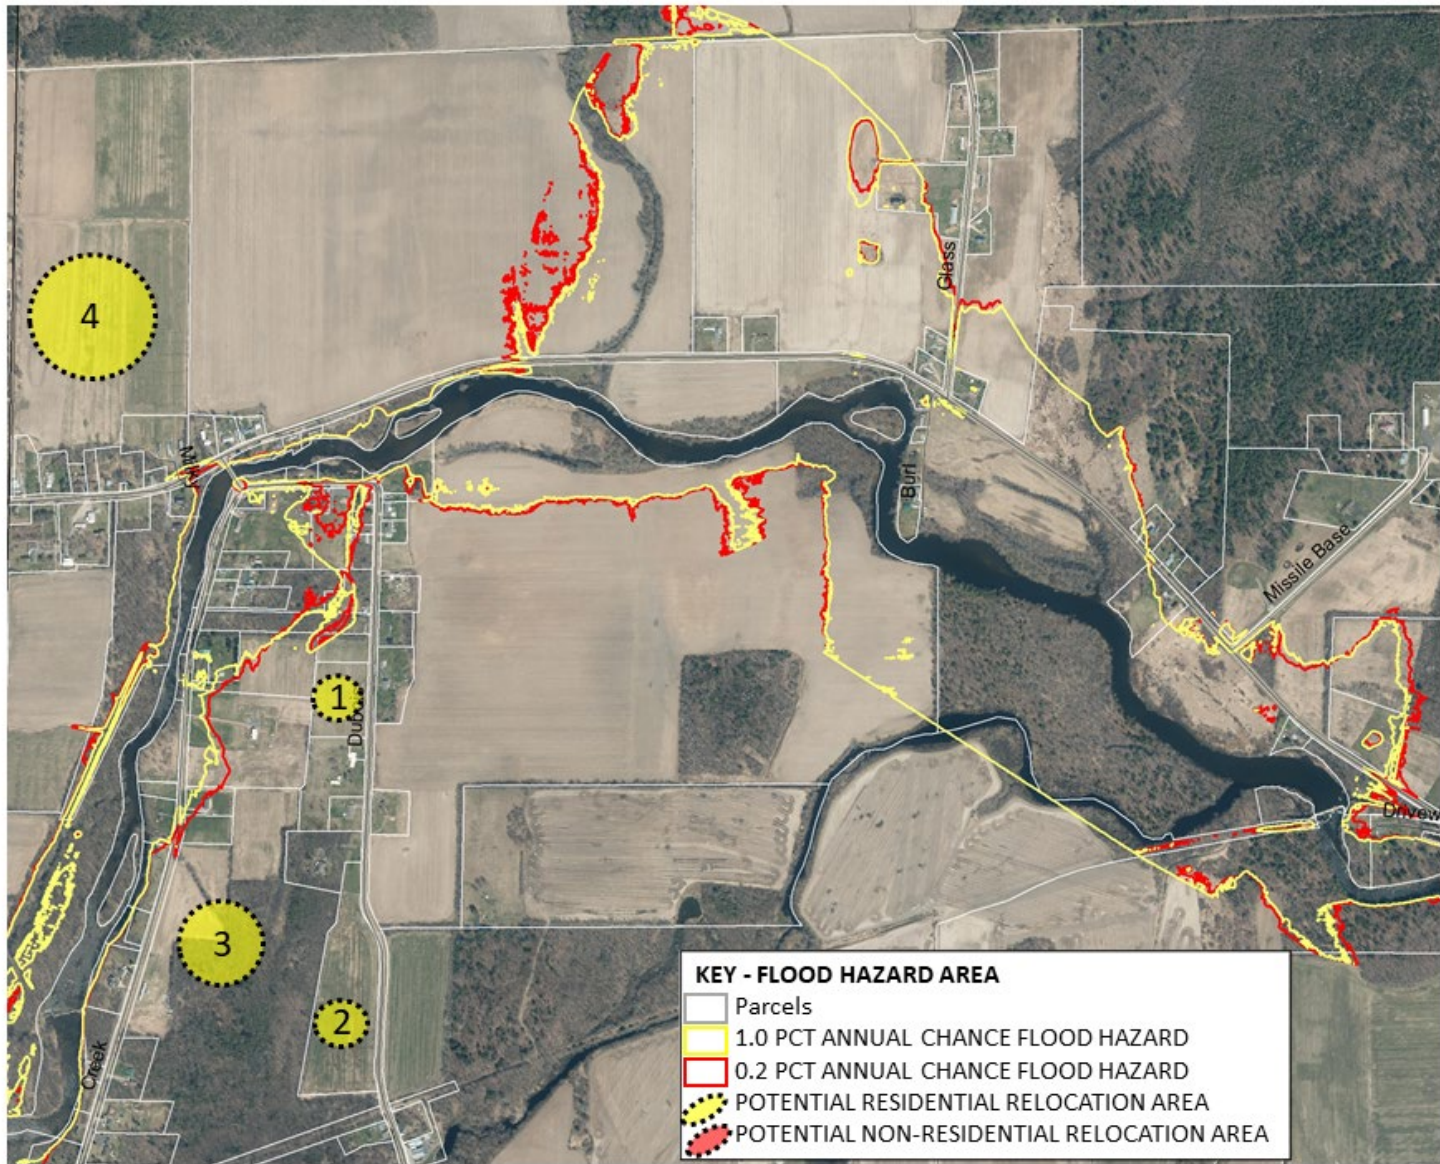 Glass
4
Milky
Burl
Missile Base
1
Drivew
3
2
Creek
KEY - FLOOD HAZARD AREA
Parcels
1.0 PCT ANNUAL CHANCE FLOOD HAZARD
0.2 PCT ANNUAL CHANCE FLOOD HAZARD
POTENTIAL RESIDENTIAL RELOCATION AREA
POTENTIAL NON-RESIDENTIAL RELOCATION AREA